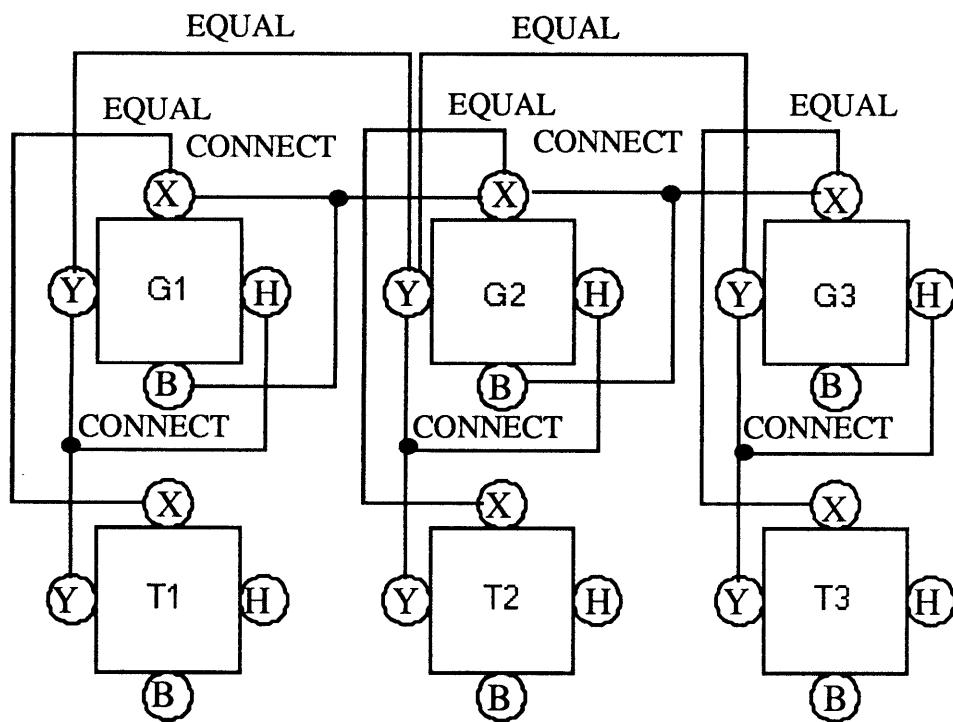 EQUAL EQUAL
EQUAL EQUAL EQUAL
CONNECT CONNECT
X X X
Y G1 H Y G2 H Y G3 H
B B B
CONNECT CONNECT CONNECT
X X X
Y T1 H Y T2 H Y T3 H
B B B